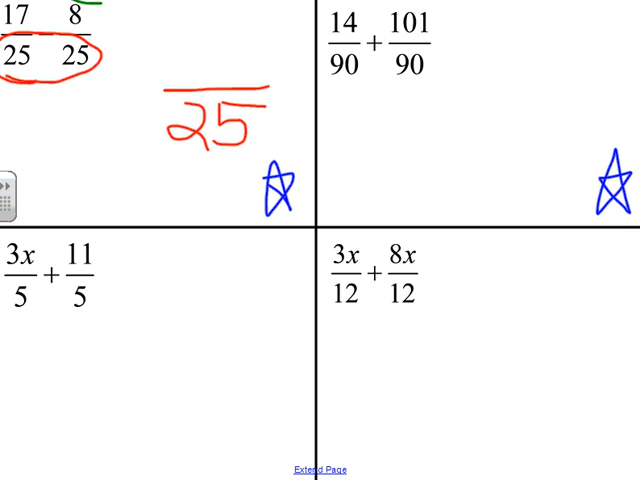 17/25 - 8/25
25
14/90 + 101/90
3x/5 + 11/5
3x/12 + 8x/12
Extend Page